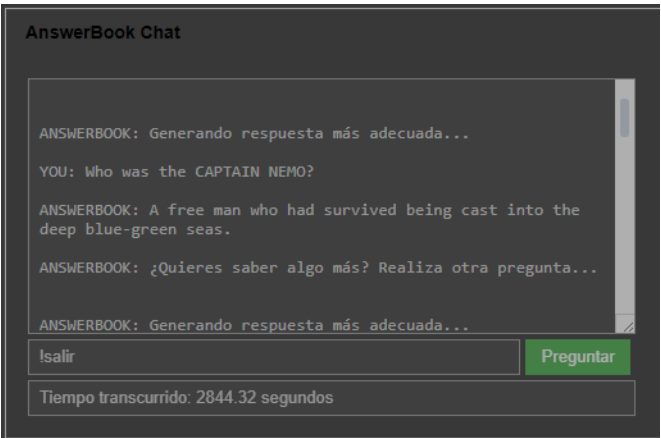 AnswerBook Chat
ANSWERBOOK: Generando respuesta más adecuada...
YOU: Who was the CAPTAIN NEMO?
ANSWERBOOK: A free man who had survived being cast into the
deep blue-green seas.
ANSWERBOOK: ¿Quieres saber algo más? Realiza otra pregunta...
ANSWERBOOK: Generando respuesta más adecuada...
!salir
Preguntar
Tiempo transcurrido: 2844.32 segundos